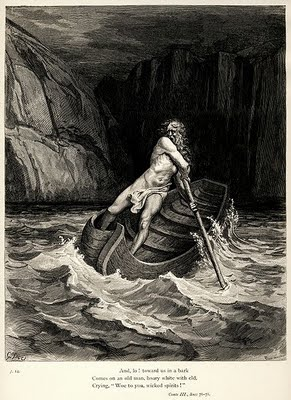 And, lo! toward us in a bark
Comes on an old man, hoary white with eld,
Crying, "Woe to you, wicked spirits!"
Canto III., lines